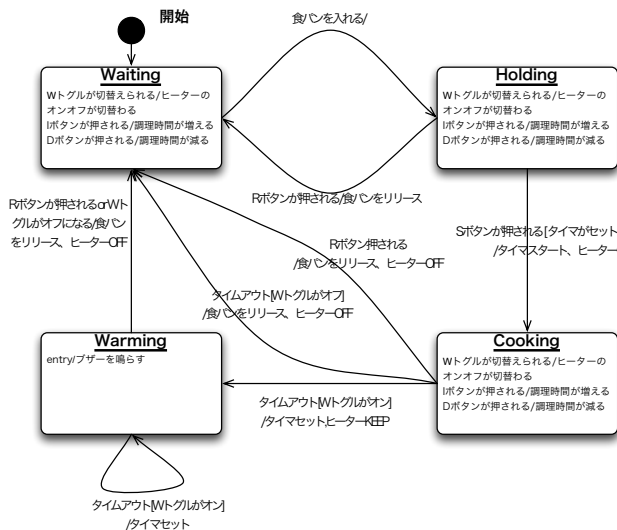 開始
食パンを入れる/
Waiting
Wトグルが切替えられる/ヒーターの
オンオフが切替わる
Iボタンが押される/調理時間が増える
Dボタンが押される/調理時間が減る
Holding
Wトグルが切替えられる/ヒーターの
オンオフが切替わる
Iボタンが押される/調理時間が増える
Dボタンが押される/調理時間が減る
Rボタンが押される/食パンをリリース
Rボタンが押されるorWト
グルがオフになる/食パン
をリリース、ヒーターOFF
Sボタンが押される[タイマがセット
/タイマスタート、ヒーター
Rボタン押される
/食パンをリリース、ヒーターOFF
タイムアウト[Wトグルがオフ]
/食パンをリリース、ヒーターOFF
Warming
entry/ブザーを鳴らす
Cooking
Wトグルが切替えられる/ヒーターの
オンオフが切替わる
Iボタンが押される/調理時間が増える
Dボタンが押される/調理時間が減る
タイムアウト[Wトグルがオン]
/タイマセット,ヒーターKEEP
タイムアウト[Wトグルがオン]
/タイマセット